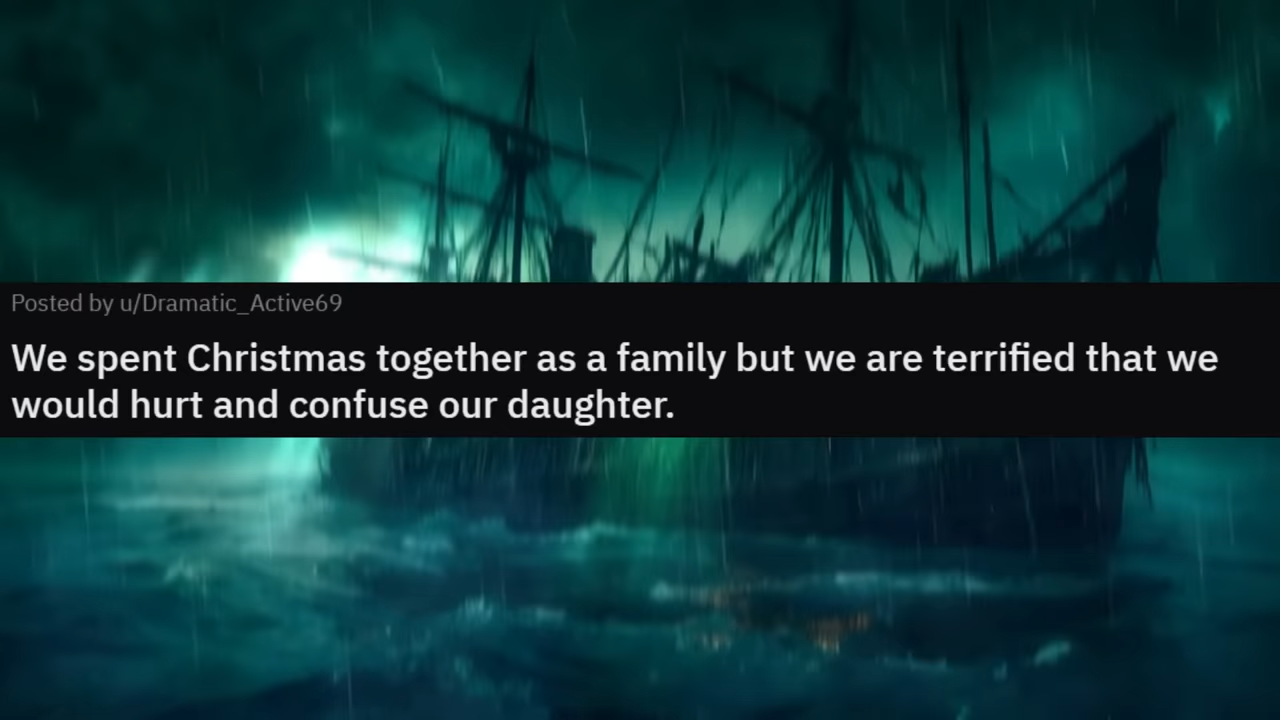 Posted by u/Dramatic_Active69
We spent Christmas together as a family but we are terrified that we
would hurt and confuse our daughter.